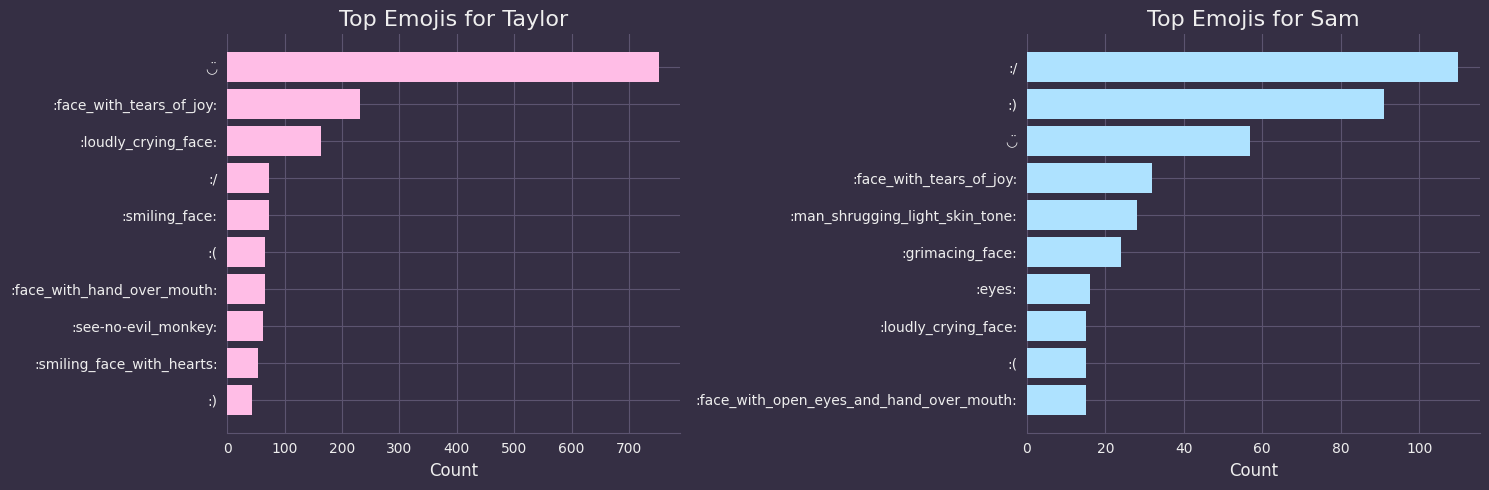 Top Emojis for Taylor
ت̈
:face_with_tears_of_joy:
:loudly_crying_face:
:/
:smiling_face:
:(
:face_with_hand_over_mouth:
:see-no-evil_monkey:
:smiling_face_with_hearts:
:)
0 100 200 300 400 500 600 700
Count
Top Emojis for Sam
:/
:)
◡̈
:face_with_tears_of_joy:
:man_shrugging_light_skin_tone:
:grimacing_face:
:eyes:
:loudly_crying_face:
:(
:face_with_open_eyes_and_hand_over_mouth:
0 20 40 60 80 100
Count